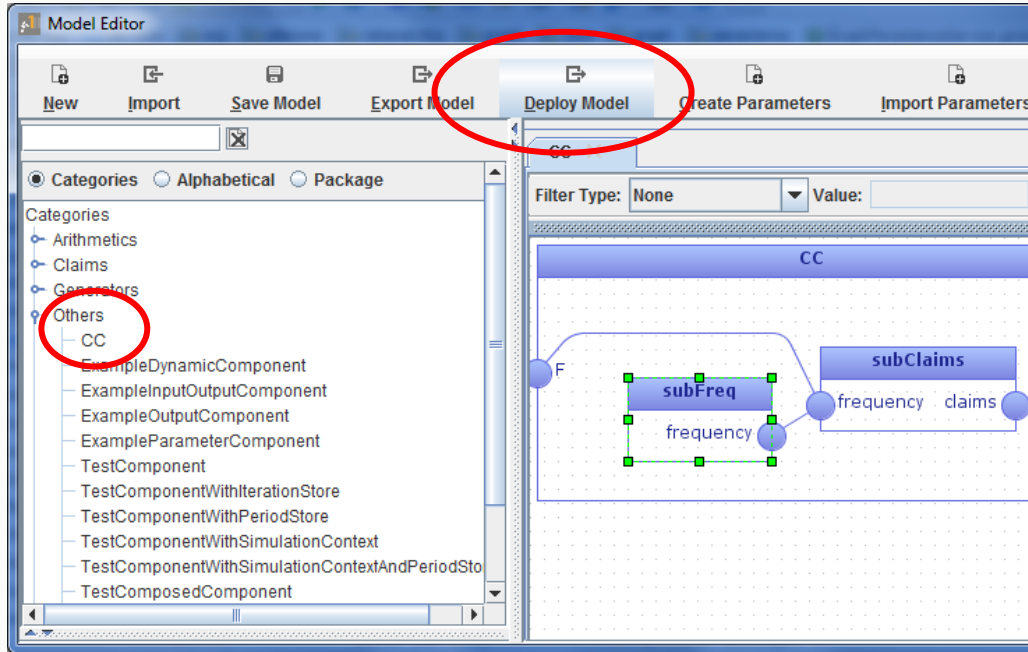 Model Editor
New Import Save Model Export Model Deploy Model Create Parameters Import Parameters
CC
Categories Alphabetical Package
Filter Type: None Value:
Categories
Arithmetics
Claims
Generators
Others
CC
ExampleDynamicComponent
ExampleInputOutputComponent
ExampleOutputComponent
ExampleParameterComponent
TestComponent
TestComponentWithIterationStore
TestComponentWithPeriodStore
TestComponentWithSimulationContext
TestComponentWithSimulationContextAndPeriodSto
TestComposedComponent
CC
F
subFreq
frequency
subClaims
frequency claims